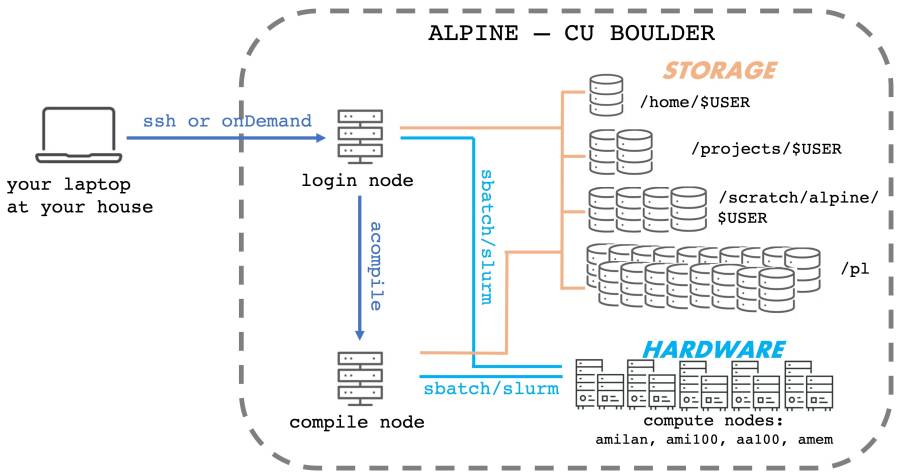 ALPINE – CU BOULDER
STORAGE
/home/$USER
ssh or onDemand
/projects/$USER
your laptop
at your house
login node
sbatch/slurm
/scratch/alpine/
$USER
acompile
/pl
HARDWARE
sbatch/slurm
compile node
compute nodes:
amilan, ami100, aa100, amem